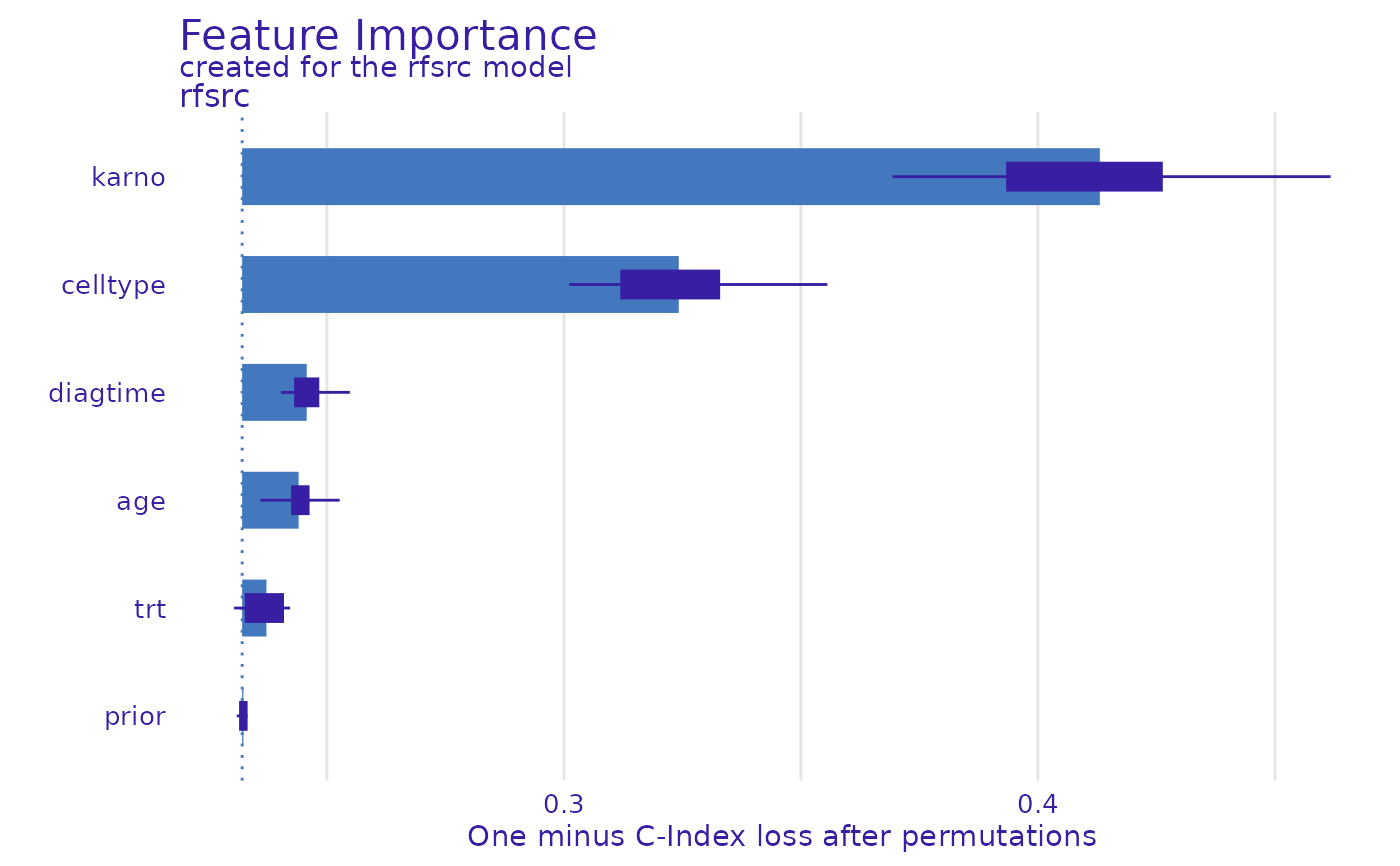 Feature Importance
created for the rfsrc model
rfsrc
karno
celltype
diagtime
age
trt
prior
0.3
0.4
One minus C-Index loss after permutations